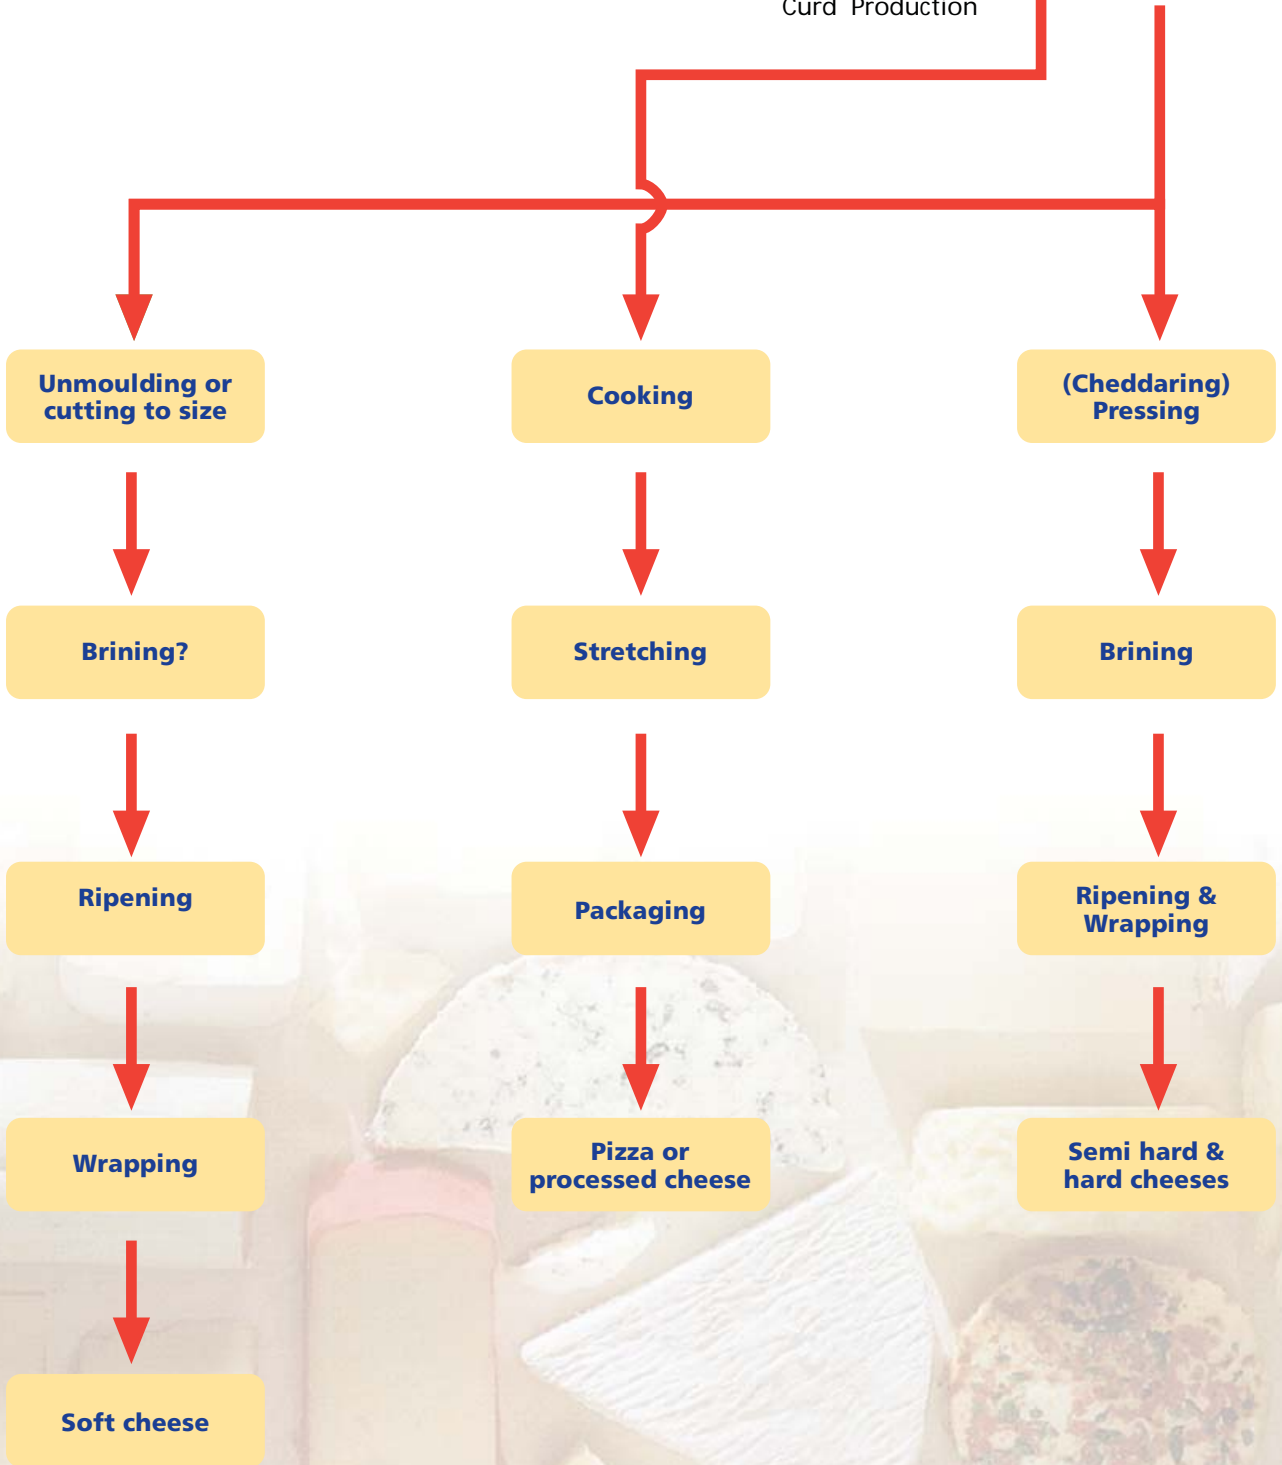 Curd Production
Unmoulding or
cutting to size
Cooking
(Cheddaring)
Pressing
Brining?
Stretching
Brining
Ripening
Packaging
Ripening &
Wrapping
Wrapping
Pizza or
processed cheese
Semi hard &
hard cheeses
Soft cheese